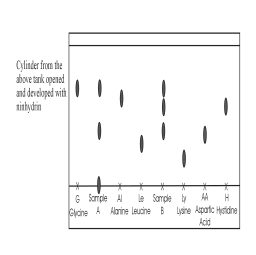 Cylinder from the
above tank opened
and developed with
ninhydrin
X X X X X X X X
G Sample Al Le Sample Ly AA H
Glycine A Alanine Leucine B Lysine Aspartic Hystidine
Acid